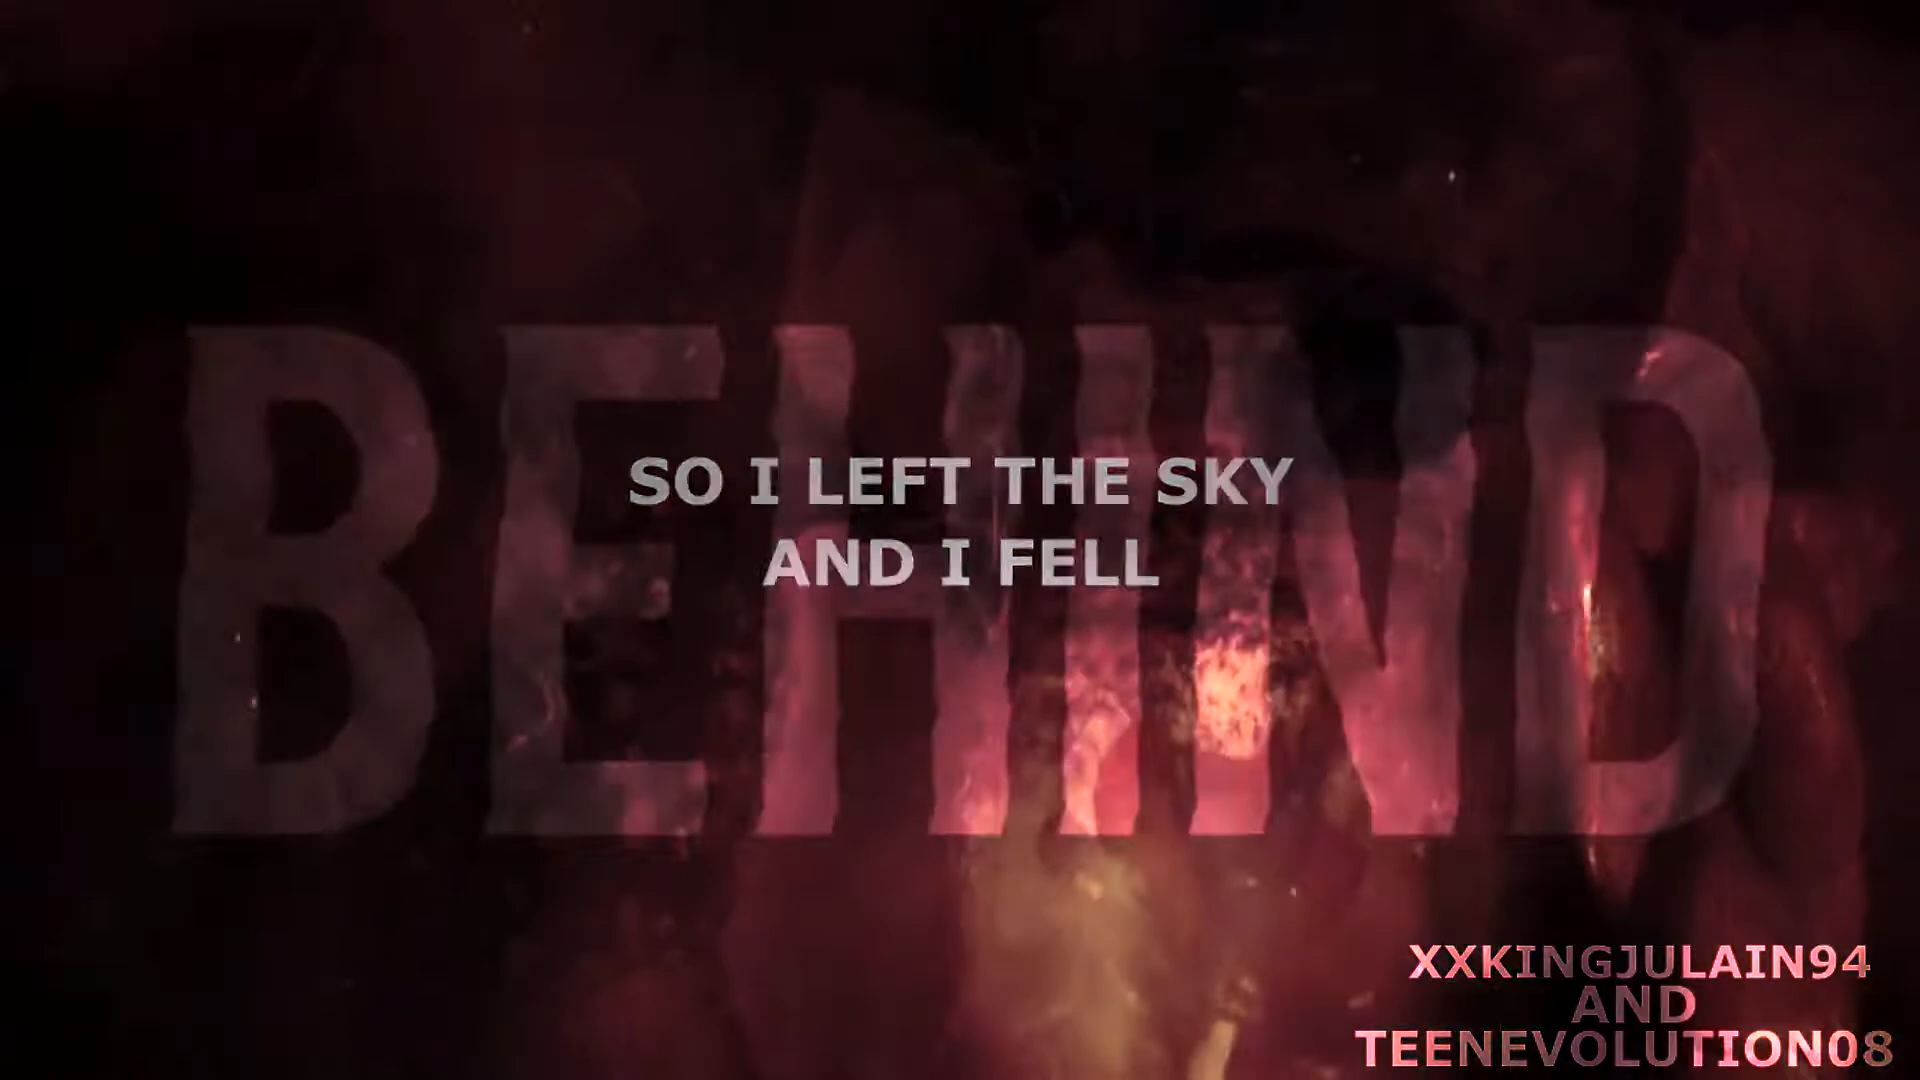 BEHIND
SO I LEFT THE SKY
AND I FELL
XXKINGJULAIN94
AND
TEENEVOLUTION08